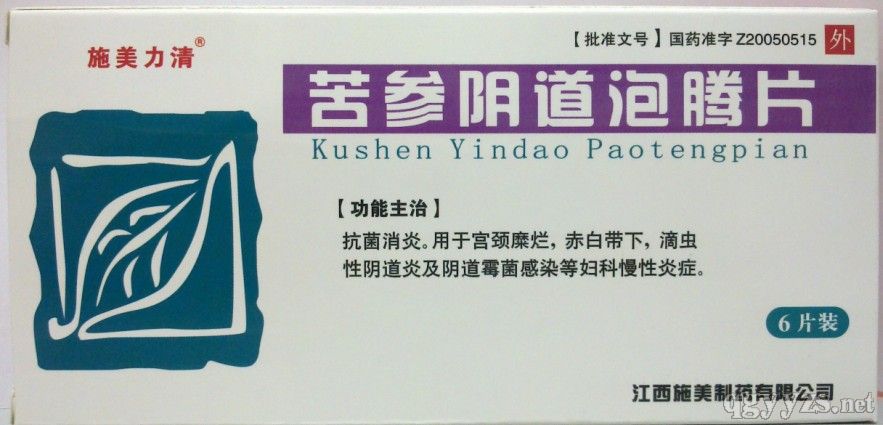 施美力清®
【批准文号】国药准字Z20050515 外
苦参阴道泡腾片
Kushen Yindao Paotengpian
【功能主治】
抗菌消炎。用于宫颈糜烂，赤白带下，滴虫
性阴道炎及阴道霉菌感染等妇科慢性炎症。
6片装
江西施美制药有限公司
qgyyzs.net